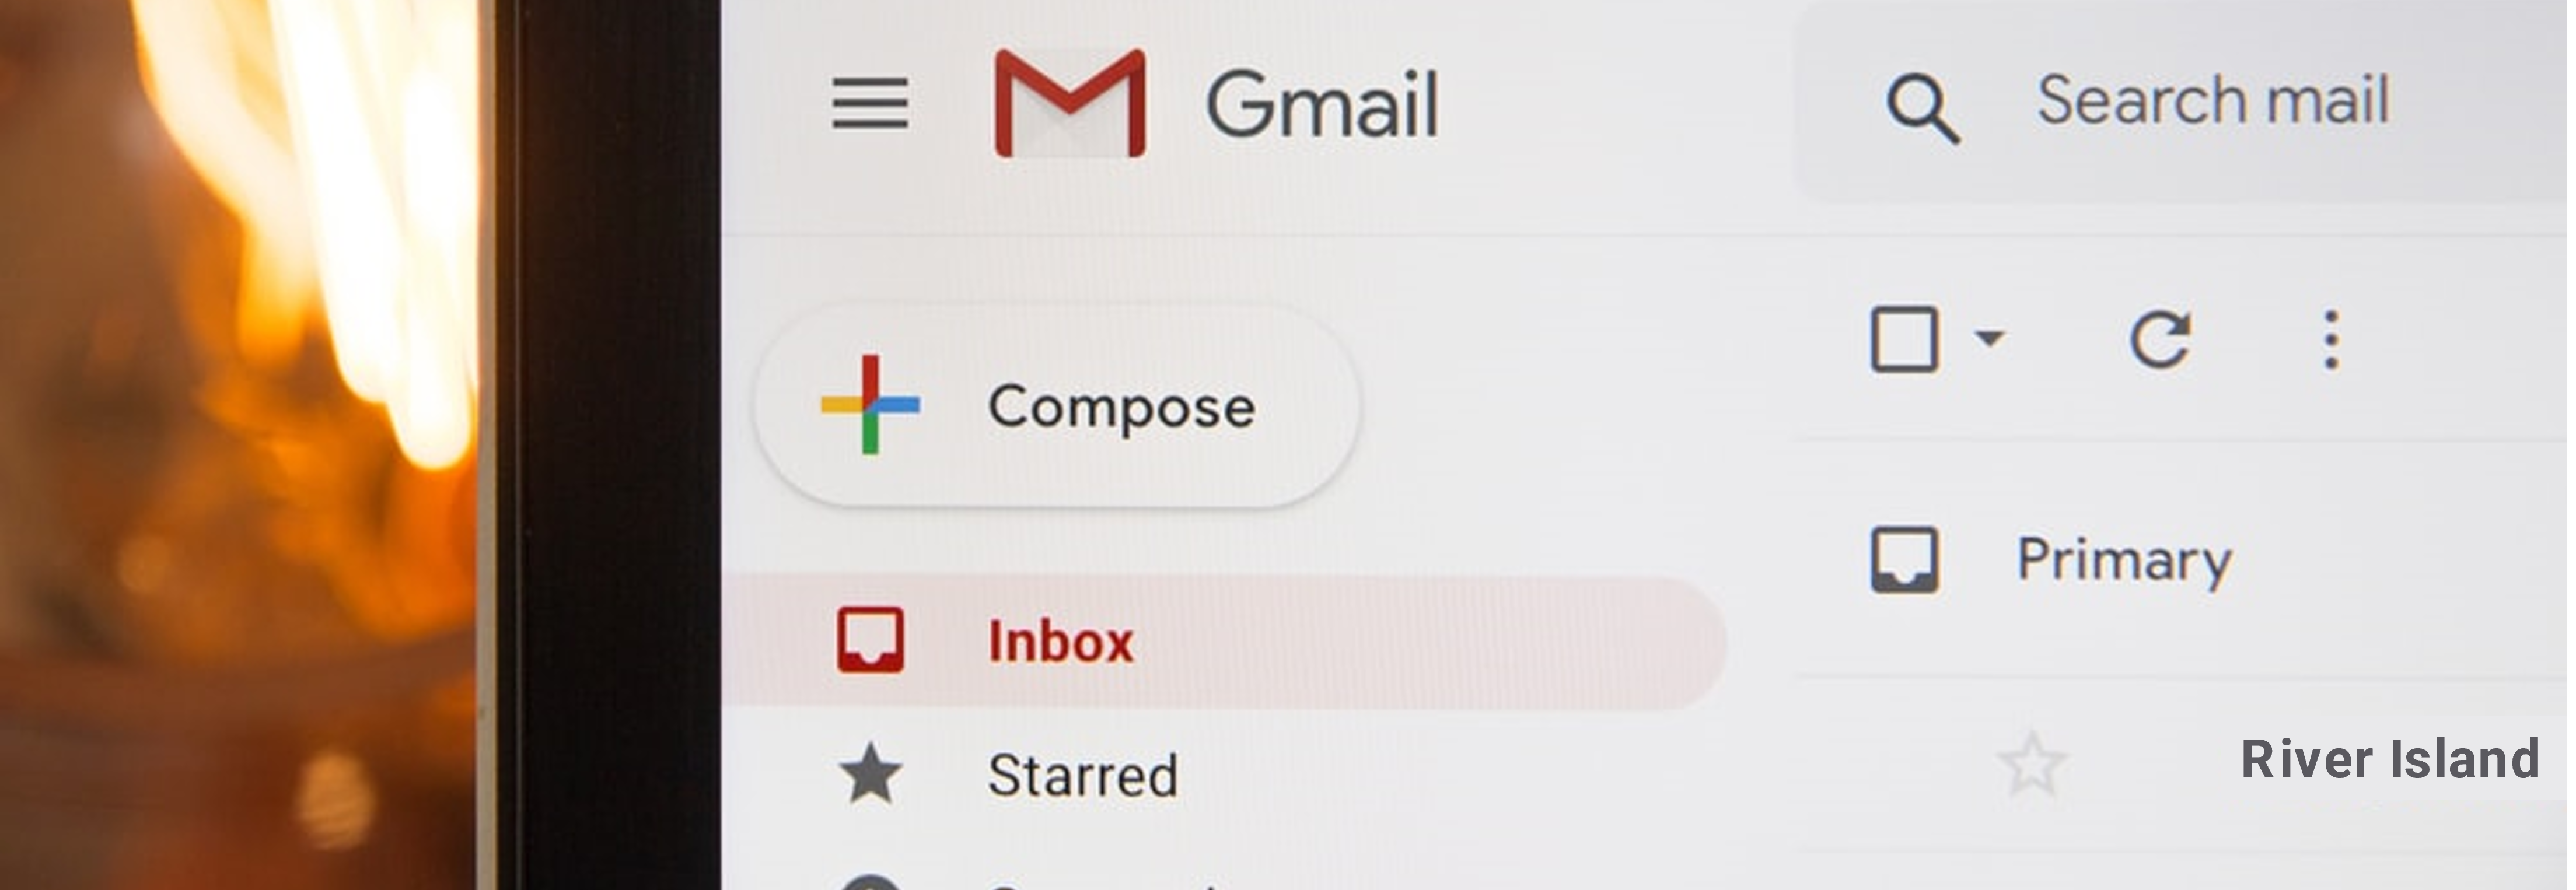 Gmail
Search mail
Compose
Primary
Inbox
River Island
Starred